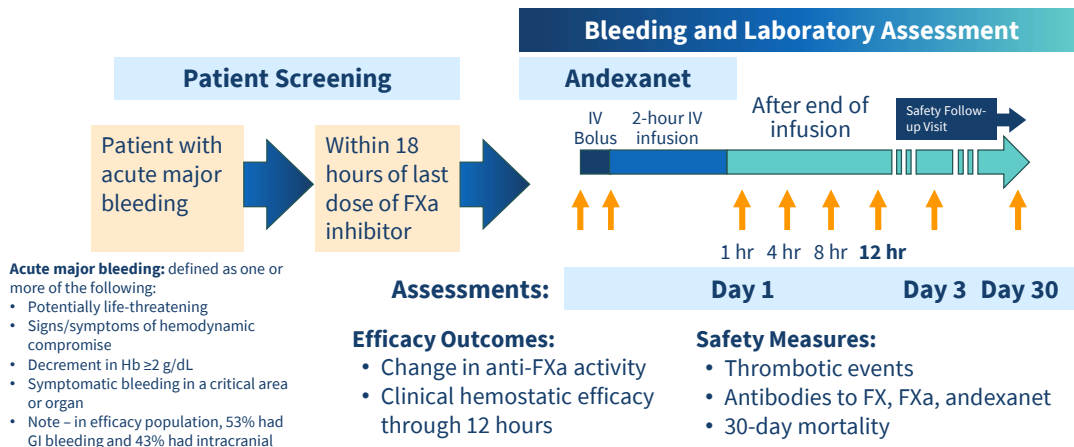 Bleeding and Laboratory Assessment
Patient Screening
Andexanet
Patient with
acute major
bleeding
Within 18
hours of last
dose of FXa
inhibitor
IV
Bolus
2-hour IV
infusion
After end of
infusion
Safety Follow-
up Visit
1 hr 4 hr 8 hr 12 hr
Assessments:
Day 1
Day 3
Day 30
Acute major bleeding: defined as one or
more of the following:
• Potentially life-threatening
• Signs/symptoms of hemodynamic
compromise
• Decrement in Hb ≥2 g/dL
• Symptomatic bleeding in a critical area
or organ
• Note – in efficacy population, 53% had
GI bleeding and 43% had intracranial
Efficacy Outcomes:
• Change in anti-FXa activity
• Clinical hemostatic efficacy
through 12 hours
Safety Measures:
• Thrombotic events
• Antibodies to FX, FXa, andexanet
• 30-day mortality